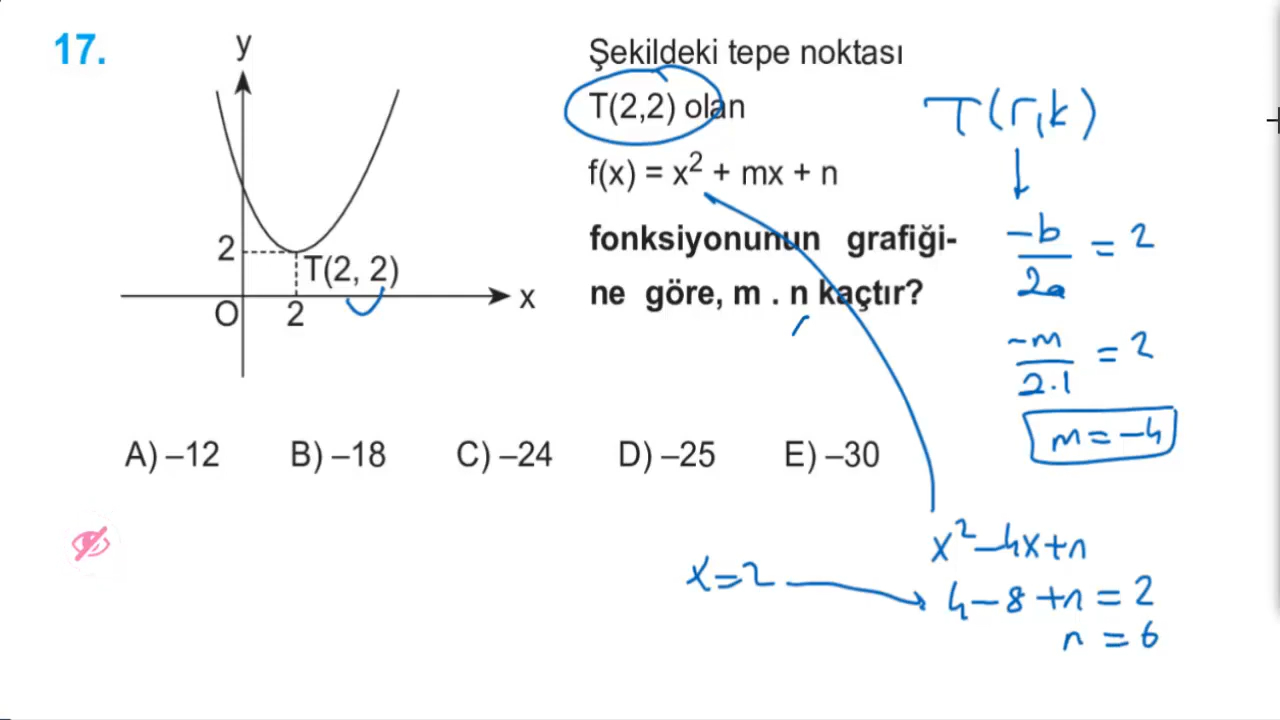 17.
y
2
T(2, 2)
O
2
x
Şekildeki tepe noktası
T(2,2) olan
f(x) = x² + mx + n
fonksiyonunun grafiği-
ne göre, m . n kaçtır?
A) –12 B) –18 C) –24 D) –25 E) –30
T(r,k)
-b/2a = 2
-m/2.1 = 2
m = -4
x² - 4x + n
x = 2
4 - 8 + n = 2
n = 6